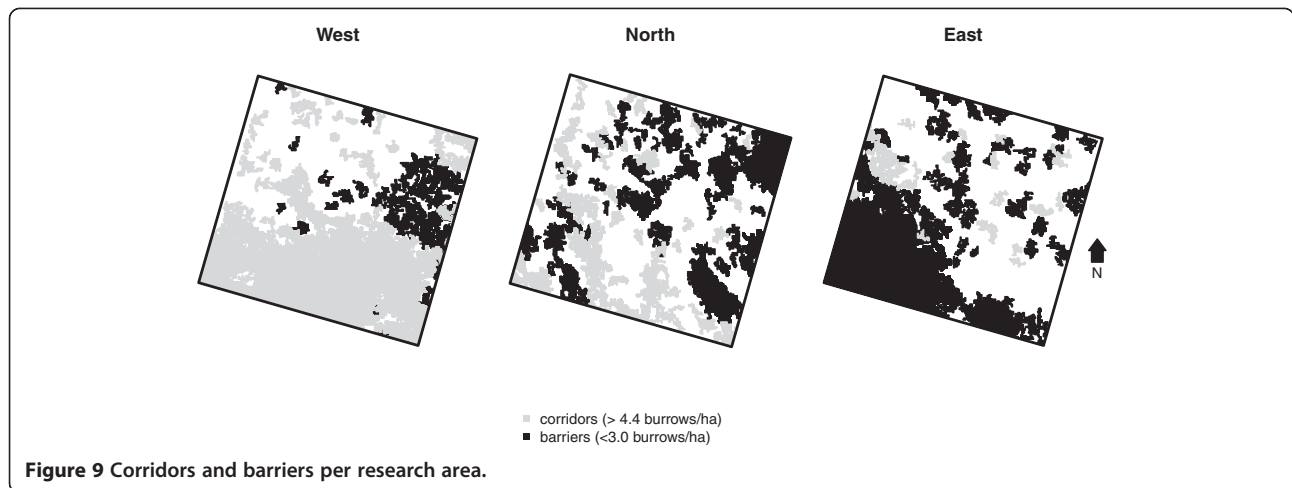 West
North
East
N
corridors (> 4.4 burrows/ha)
barriers (<3.0 burrows/ha)
Figure 9 Corridors and barriers per research area.